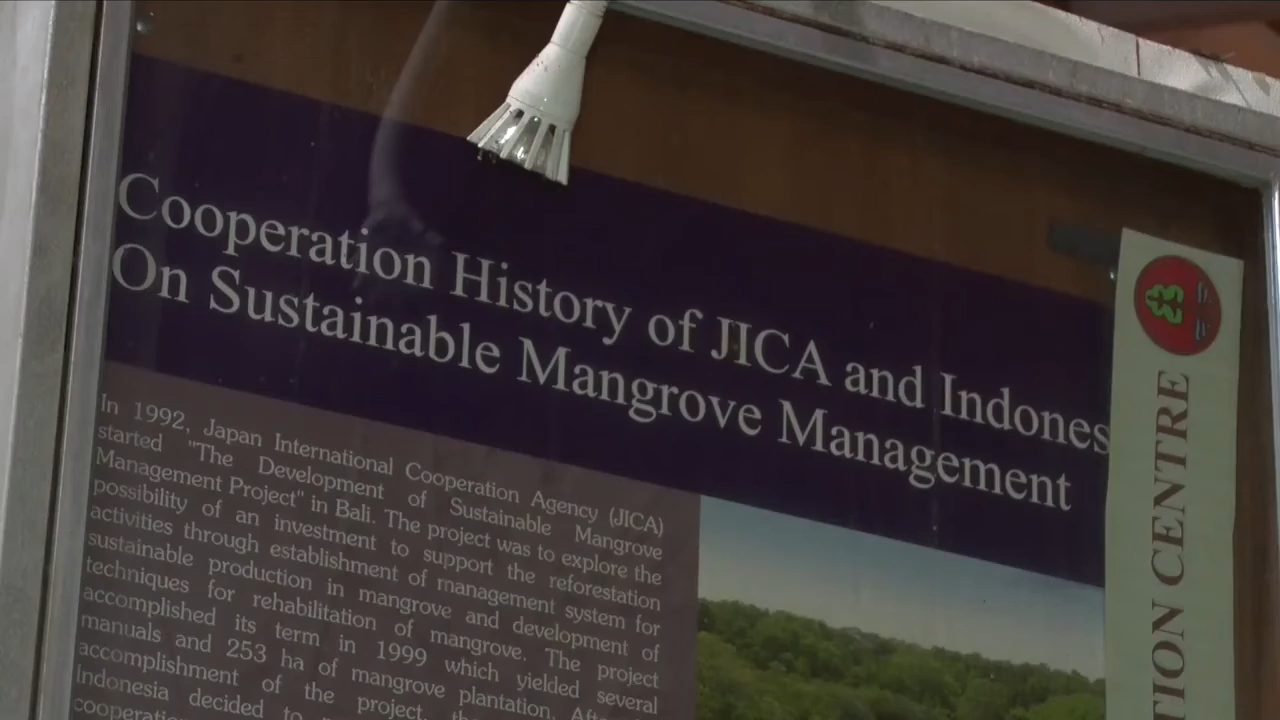 Cooperation History of JICA and Indones
On Sustainable Mangrove Management
In 1992, Japan International Cooperation Agency (JICA)
started "The Development of Sustainable Mangrove
Management Project" in Bali. The project was to explore the
possibility of an investment to support the reforestation
activities through establishment of management system for
sustainable production in mangrove and development of
techniques for rehabilitation of mangrove. The project
accomplished its term in 1999 which yielded several
manuals and 253 ha of mangrove plantation.
accomplishment of the project,
Indonesia decided to
TION CENTRE